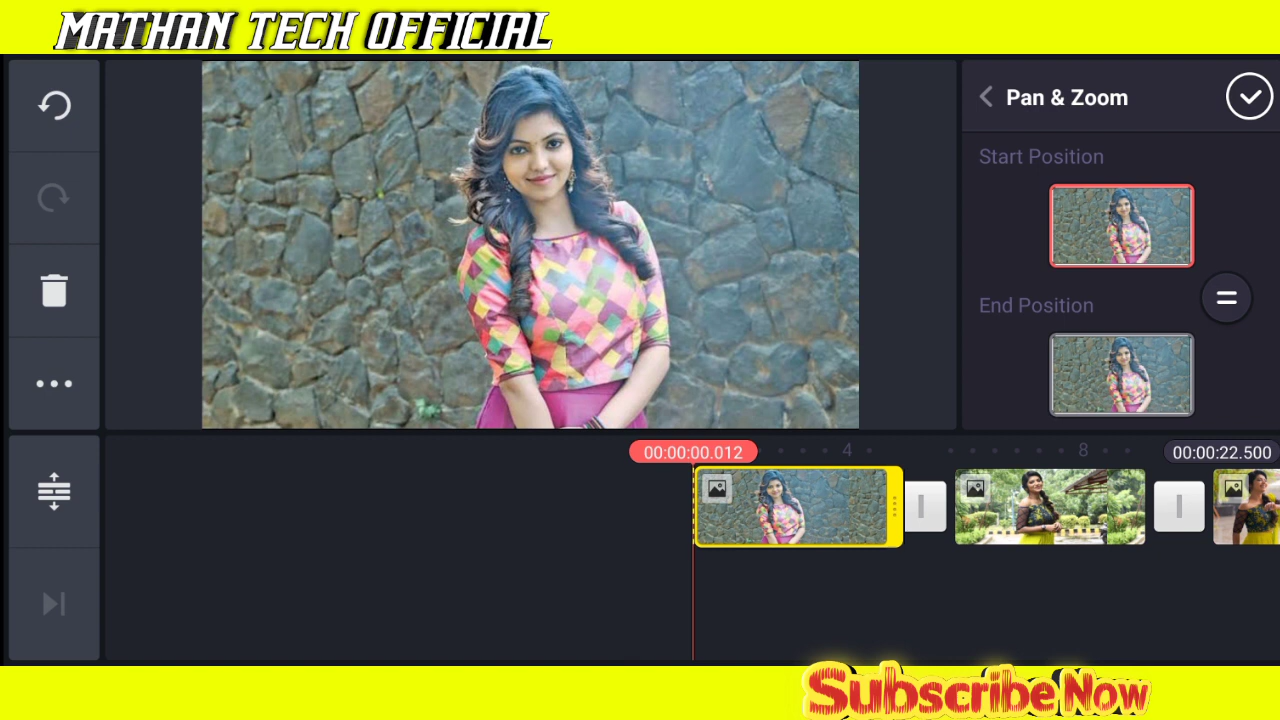 MATHAN TECH OFFICIAL
Pan & Zoom
Start Position
End Position
00:00:00.012
4
8
00:00:22.500
Subscribe Now